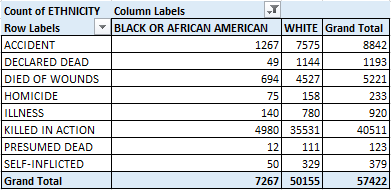 Count of ETHNICITY Column Labels
Row Labels BLACK OR AFRICAN AMERICAN WHITE Grand Total
ACCIDENT 1267 7575 8842
DECLARED DEAD 49 1144 1193
DIED OF WOUNDS 694 4527 5221
HOMICIDE 75 158 233
ILLNESS 140 780 920
KILLED IN ACTION 4980 35531 40511
PRESUMED DEAD 12 111 123
SELF-INFLICTED 50 329 379
Grand Total 7267 50155 57422